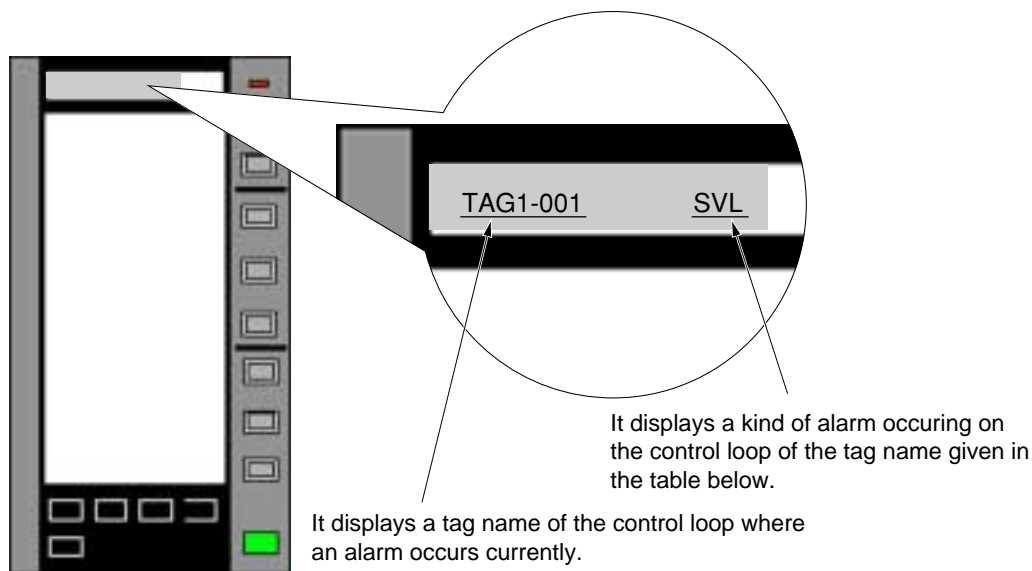 TAG1-001 SVL
It displays a kind of alarm occuring on
the control loop of the tag name given in
the table below.
It displays a tag name of the control loop where
an alarm occurs currently.